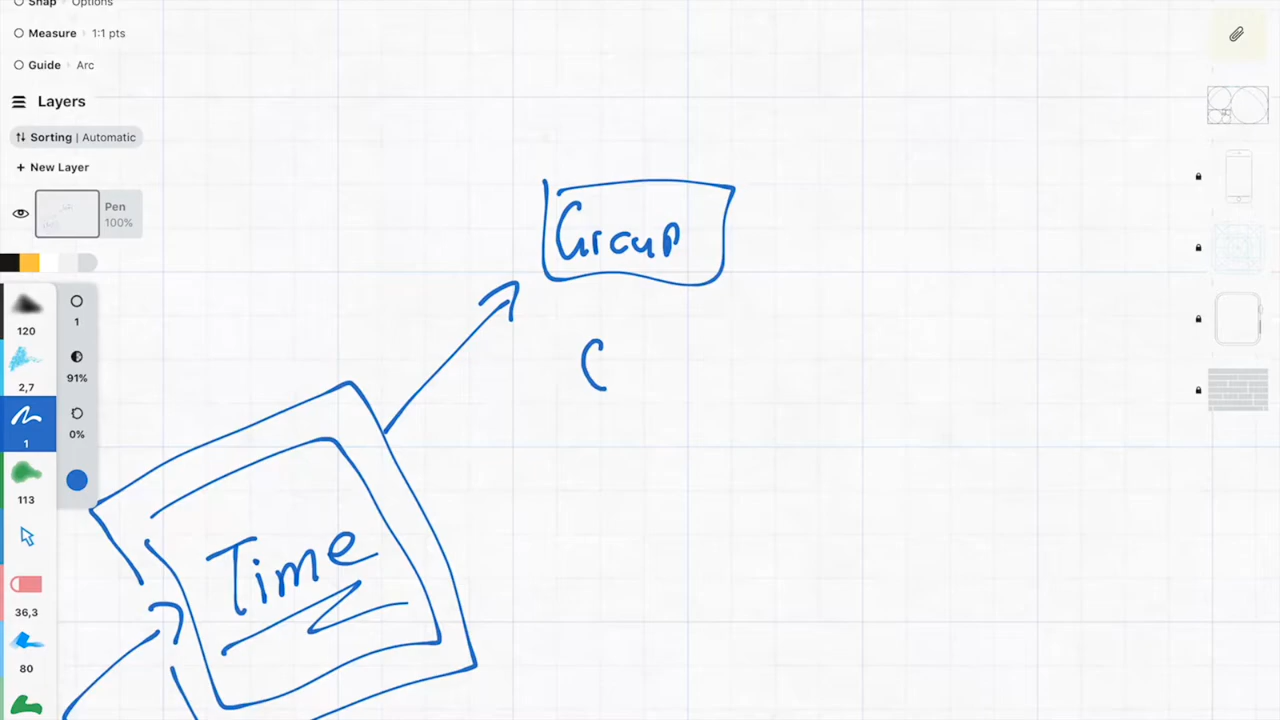 Snap Options
Measure 1:1 pts
Guide Arc
Layers
Sorting | Automatic
+ New Layer
Pen
100%
120
1
2,7
91%
1
0%
113
36,3
80
Group
C
Time